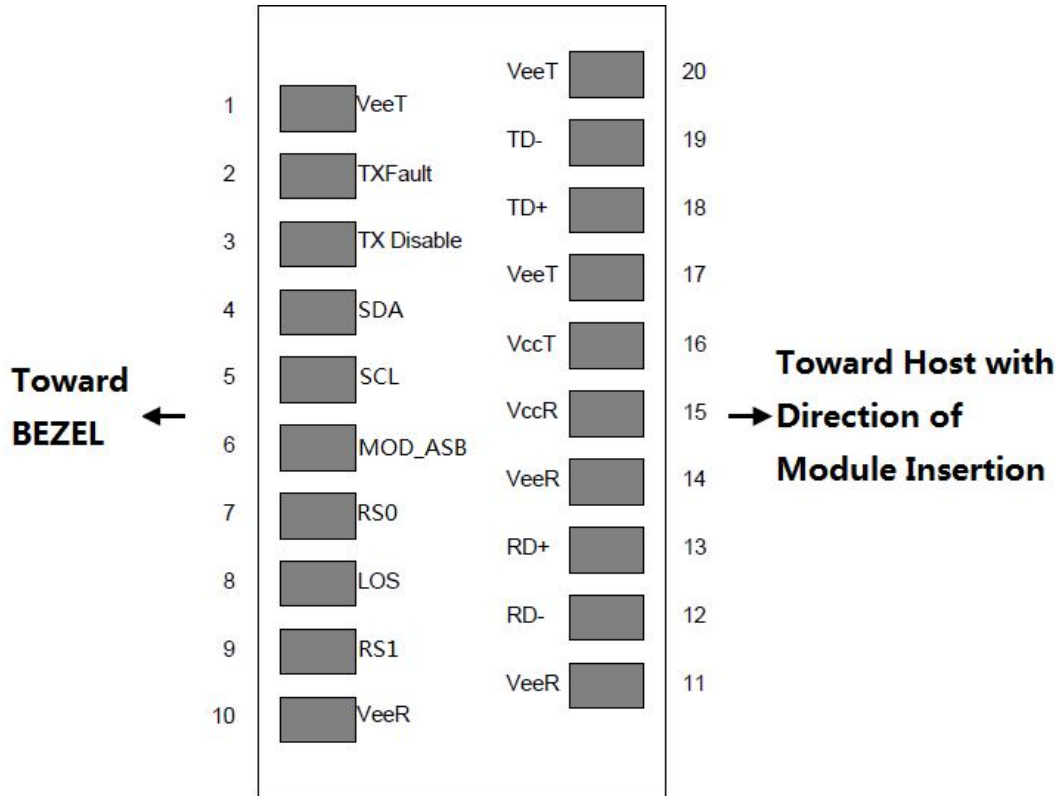 1 VeeT
2 TXFault
3 TX Disable
4 SDA
5 SCL
6 MOD_ASB
7 RS0
8 LOS
9 RS1
10 VeeR
VeeT 20
TD- 19
TD+ 18
VeeT 17
VccT 16
VccR 15
VeeR 14
RD+ 13
RD- 12
VeeR 11
Toward
BEZEL
Toward Host with
Direction of
Module Insertion